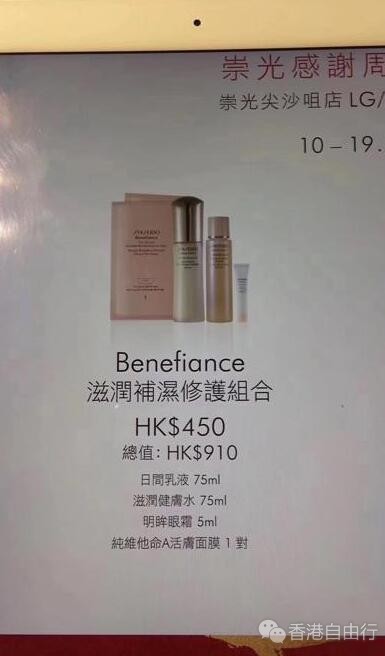 崇光感謝周
崇光尖沙咀店 LG/
10 – 19.
SHISEIDO
Benefiance
Benefiance
滋潤補濕修護組合
HK$450
總值: HK$910
日間乳液 75ml
滋潤健膚水 75ml
明眸眼霜 5ml
純維他命A活膚面膜 1 對
香港自由行